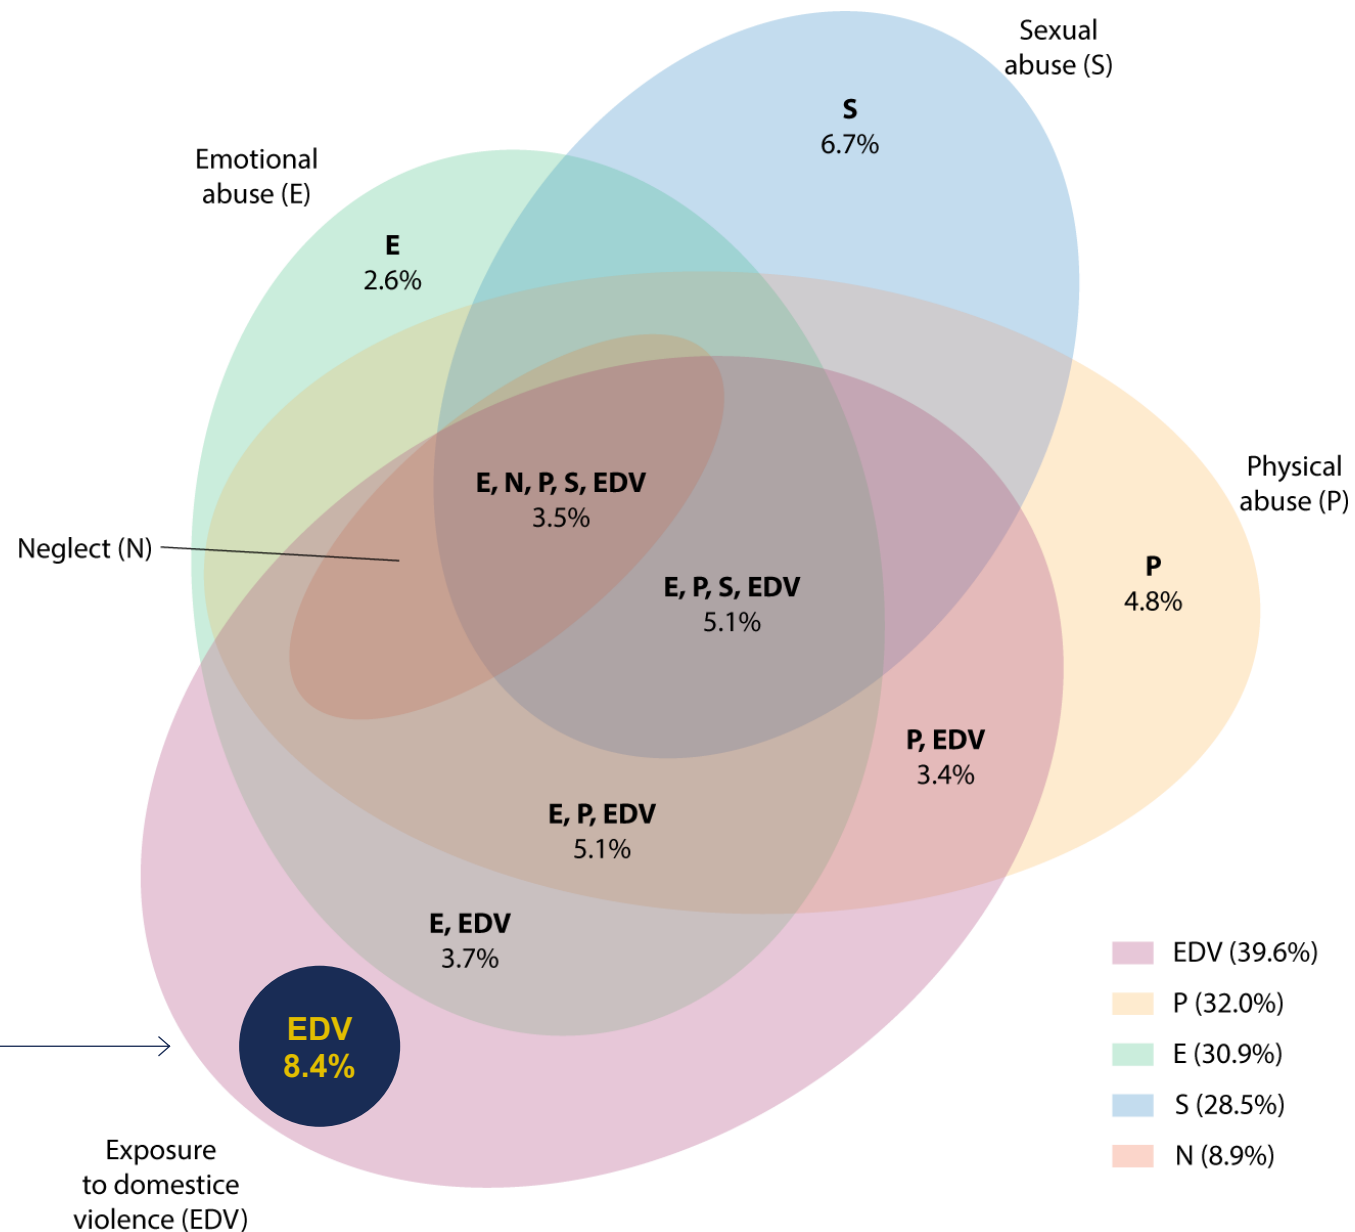 Sexual
abuse (S)
S
6.7%
Emotional
abuse (E)
E
2.6%
Physical
abuse (P)
E, N, P, S, EDV
3.5%
Neglect (N)
E, P, S, EDV
5.1%
P
4.8%
P, EDV
3.4%
E, P, EDV
5.1%
E, EDV
3.7%
EDV
8.4%
Exposure
to domestice
violence (EDV)
EDV (39.6%)
P (32.0%)
E (30.9%)
S (28.5%)
N (8.9%)